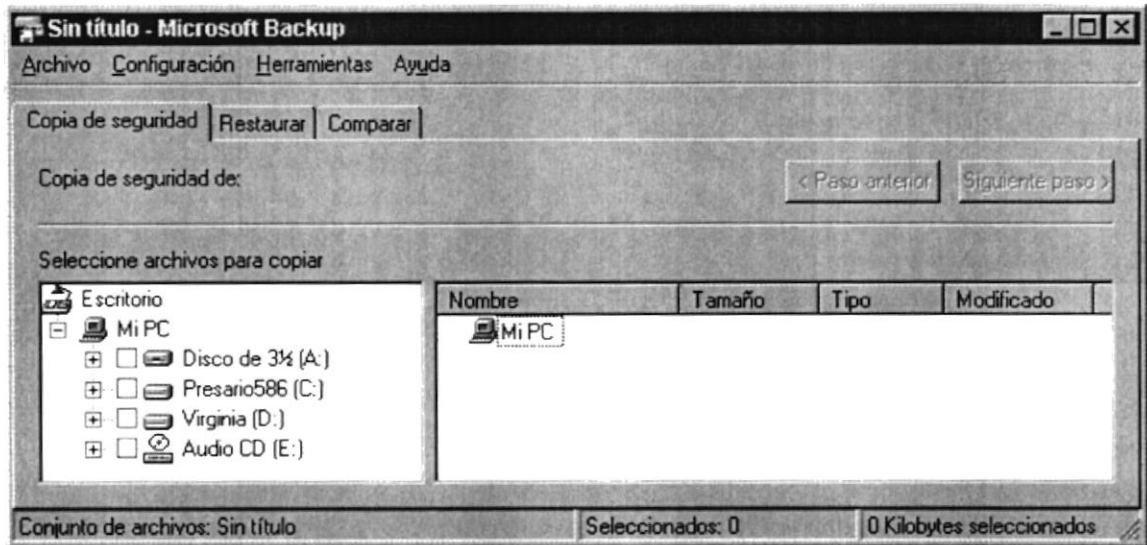 Sin título - Microsoft Backup
Archivo Configuración Herramientas Ayuda
Copia de seguridad Restaurar Comparar
Copia de seguridad de:
< Paso anterior Siguiente paso >
Seleccione archivos para copiar
Escritorio
Mi PC
Disco de 3½ (A:)
Presario586 (C:)
Virginia (D:)
Audio CD (E:)
Nombre Tamaño Tipo Modificado
Mi PC
Conjunto de archivos: Sin título Seleccionados: 0 0 Kilobytes seleccionados